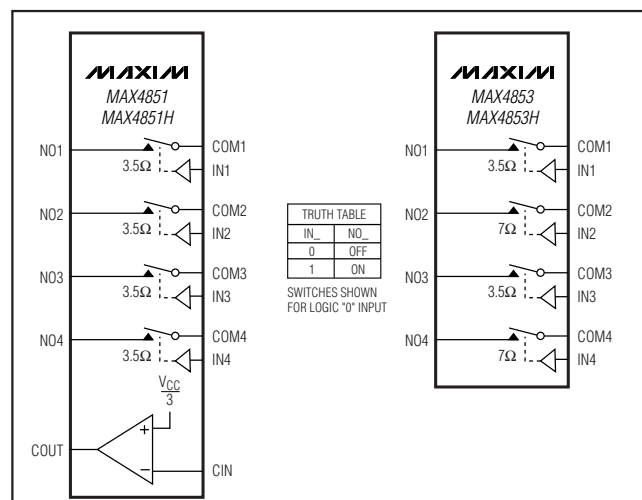 MAXIM
MAX4851
MAX4851H
NO1
COM1
3.5Ω
IN1
NO2
COM2
3.5Ω
IN2
NO3
COM3
3.5Ω
IN3
NO4
COM4
3.5Ω
IN4
VCC
3
+
COUT
−
CIN
TRUTH TABLE
IN_ NO_
0 OFF
1 ON
SWITCHES SHOWN
FOR LOGIC "0" INPUT
MAXIM
MAX4853
MAX4853H
NO1
COM1
3.5Ω
IN1
NO2
COM2
7Ω
IN2
NO3
COM3
3.5Ω
IN3
NO4
COM4
7Ω
IN4